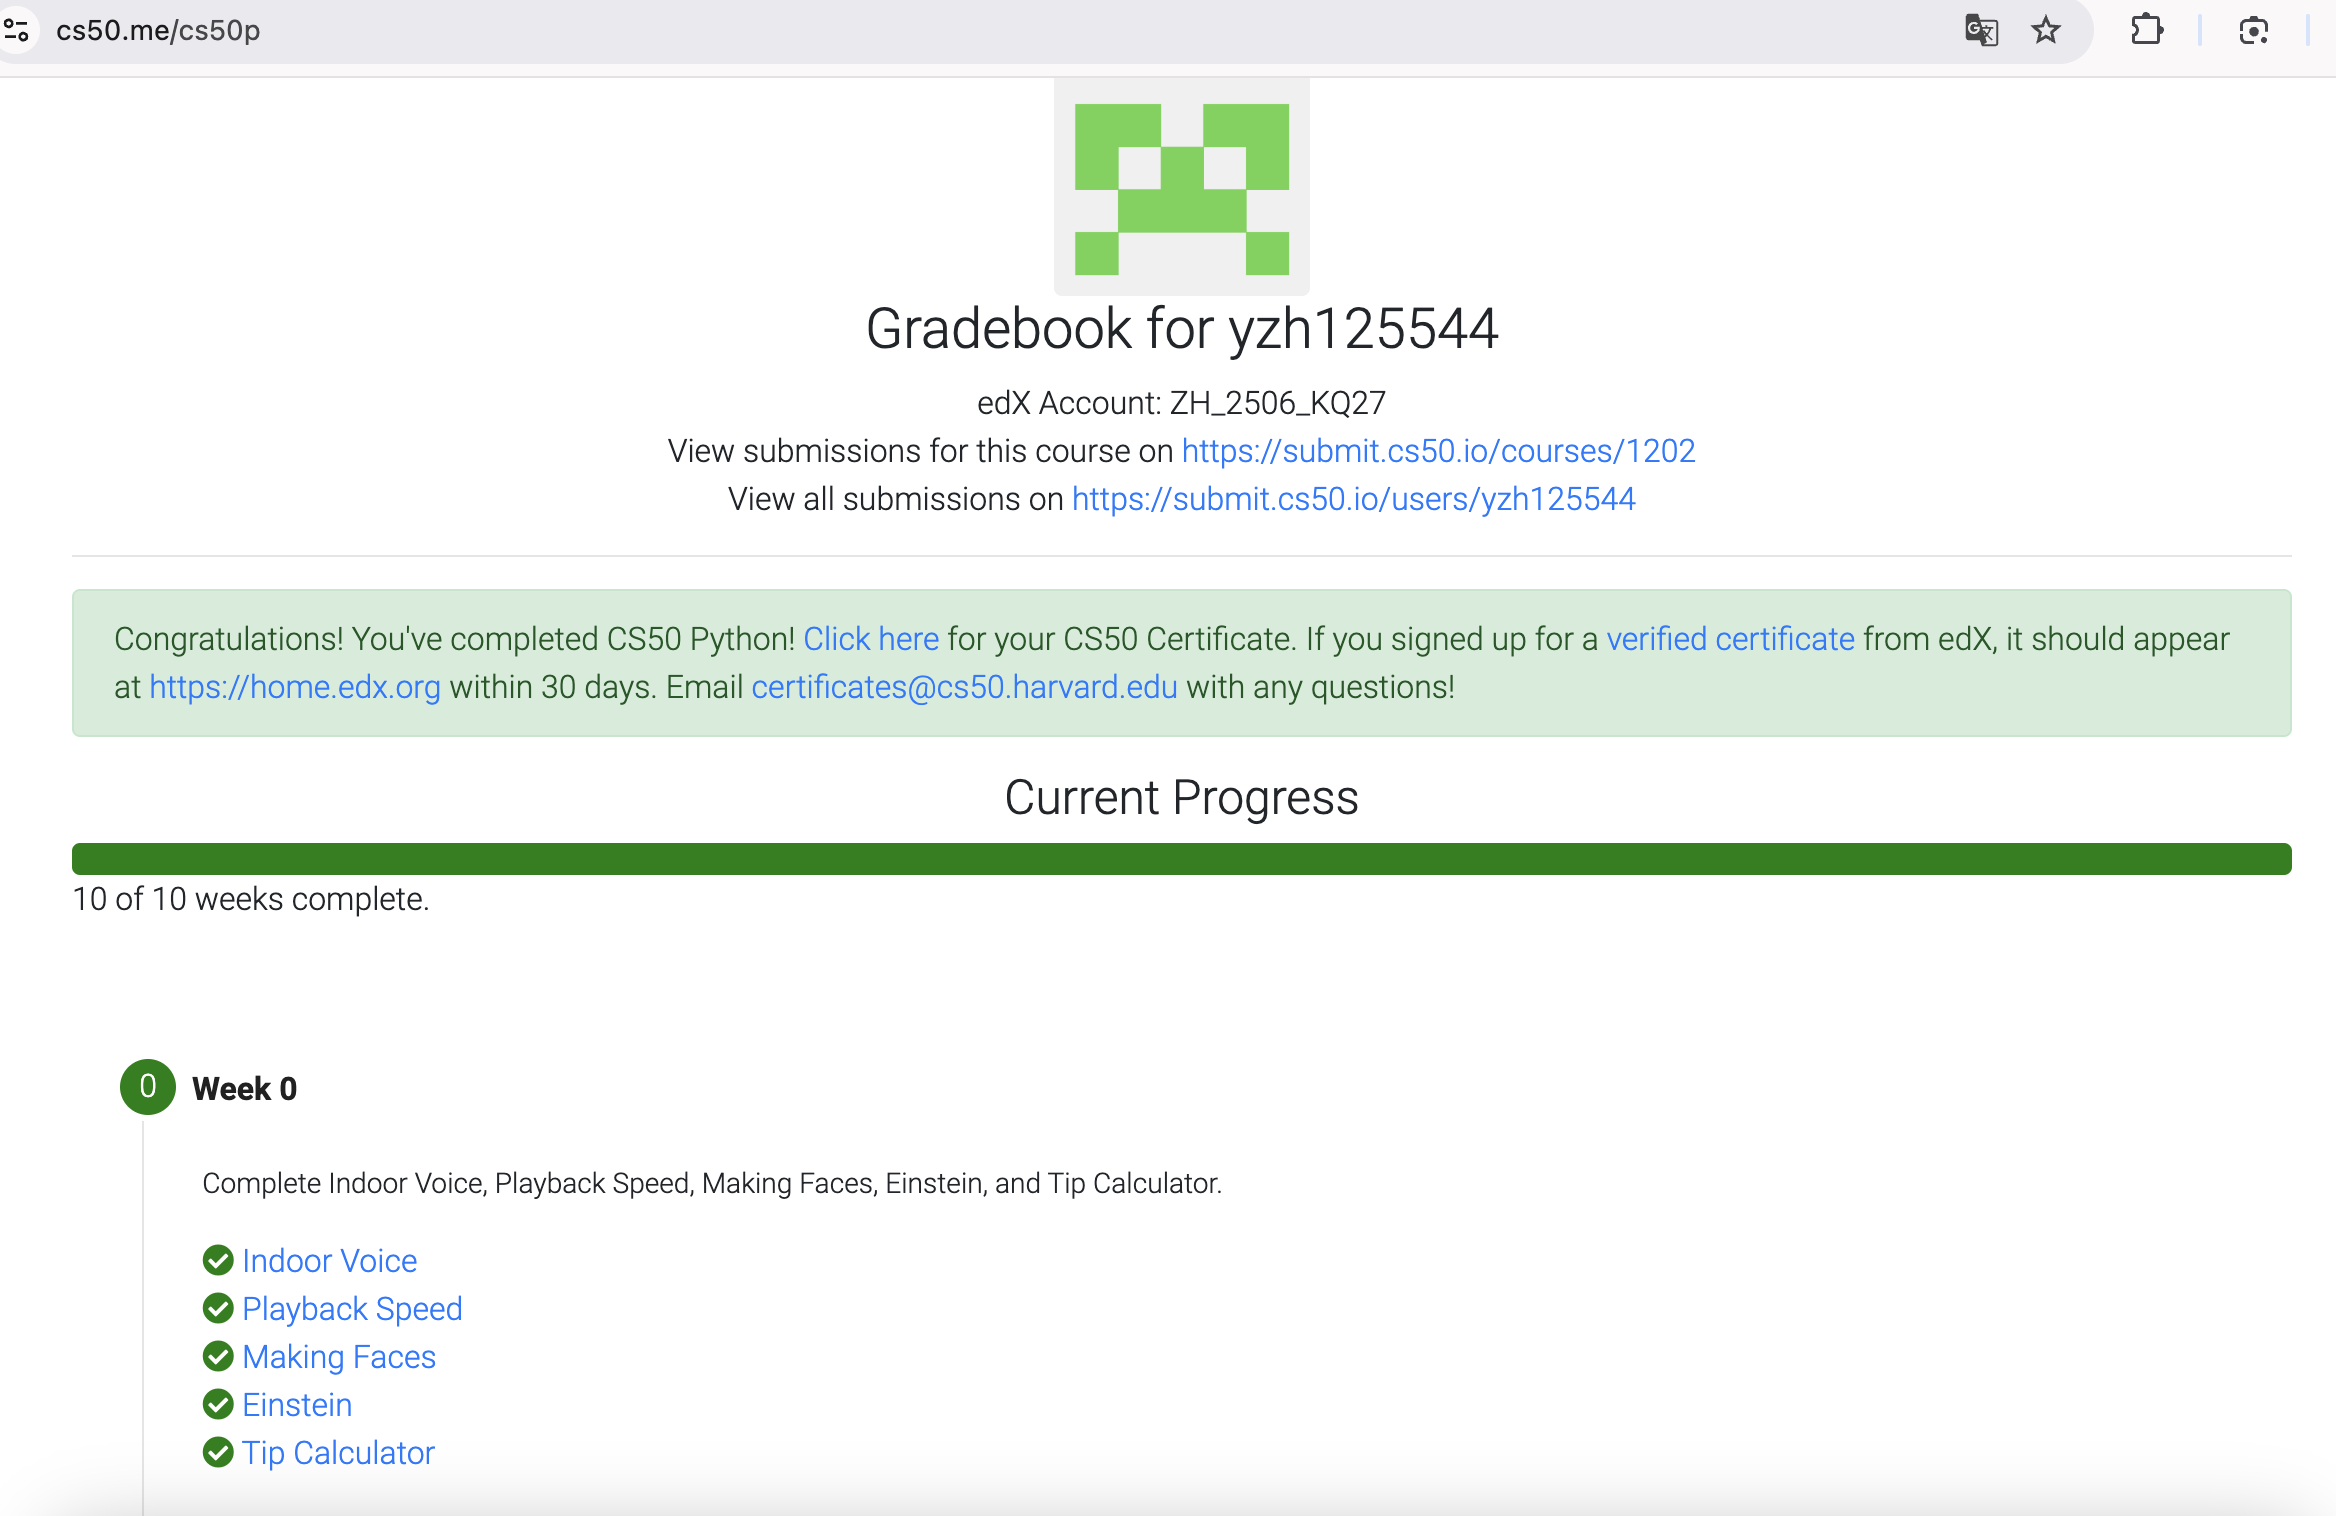 cs50.me/cs50p
Gradebook for yzh125544
edX Account: ZH_2506_KQ27
View submissions for this course on https://submit.cs50.io/courses/1202
View all submissions on https://submit.cs50.io/users/yzh125544
Congratulations! You've completed CS50 Python! Click here for your CS50 Certificate. If you signed up for a verified certificate from edX, it should appear
at https://home.edx.org within 30 days. Email certificates@cs50.harvard.edu with any questions!
Current Progress
10 of 10 weeks complete.
0 Week 0
Complete Indoor Voice, Playback Speed, Making Faces, Einstein, and Tip Calculator.
Indoor Voice
Playback Speed
Making Faces
Einstein
Tip Calculator